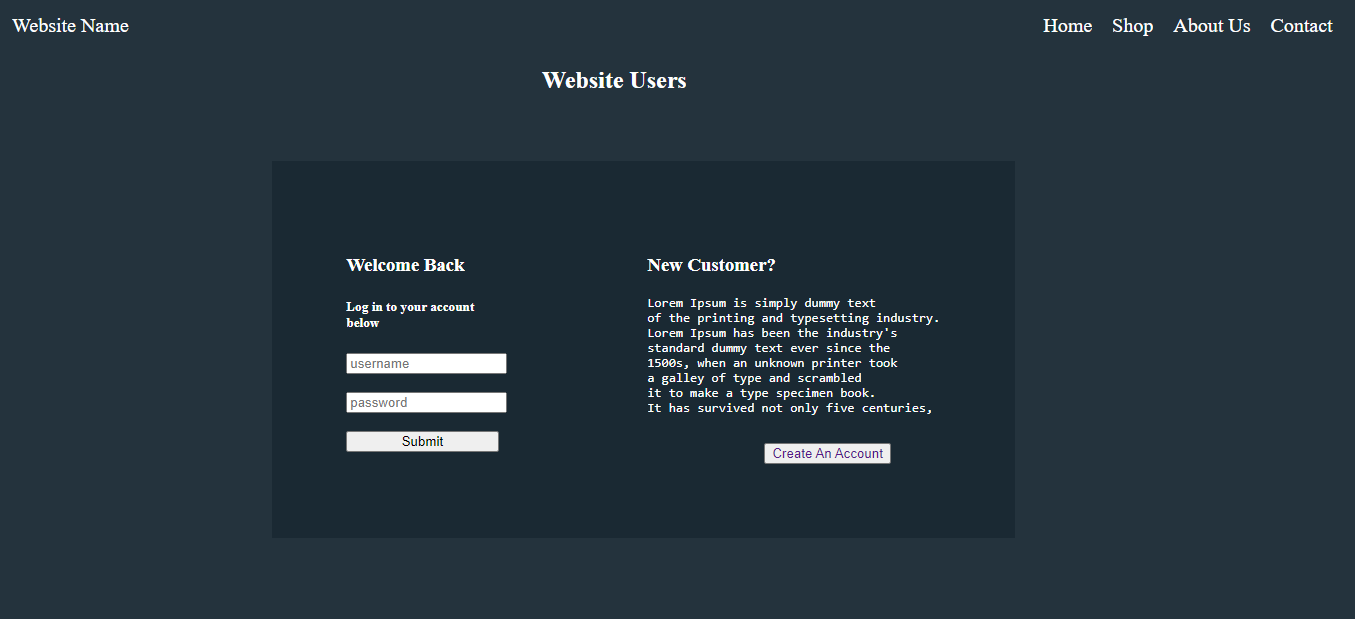 Website Name
Home Shop About Us Contact
Website Users
Welcome Back
Log in to your account
below
username
password
Submit
New Customer?
Lorem Ipsum is simply dummy text
of the printing and typesetting industry.
Lorem Ipsum has been the industry's
standard dummy text ever since the
1500s, when an unknown printer took
a galley of type and scrambled
it to make a type specimen book.
It has survived not only five centuries,
Create An Account